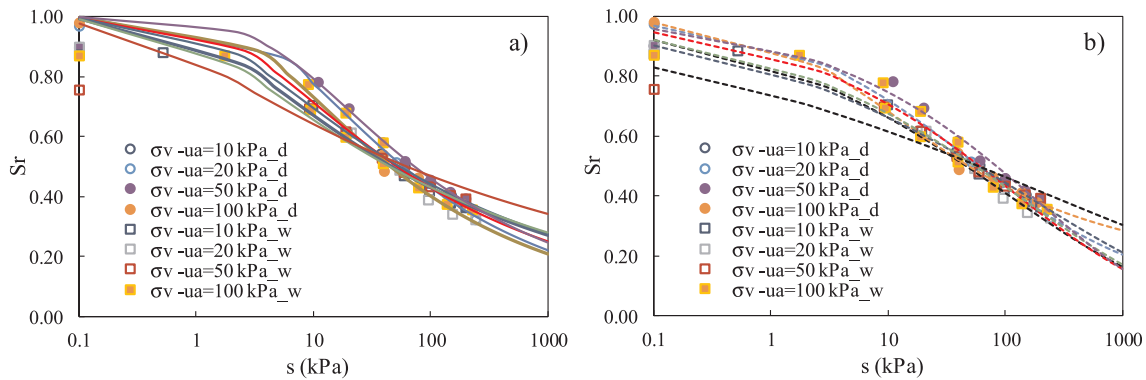 1.00
0.80
0.60
0.40
0.20
0.00
Sr
a)
σv -ua=10 kPa_d
σv -ua=20 kPa_d
σv -ua=50 kPa_d
σv -ua=100 kPa_d
σv -ua=10 kPa_w
σv -ua=20 kPa_w
σv -ua=50 kPa_w
σv -ua=100 kPa_w
0.1 1 10 100 1000
s (kPa)
1.00
0.80
0.60
0.40
0.20
0.00
Sr
b)
σv -ua=10 kPa_d
σv -ua=20 kPa_d
σv -ua=50 kPa_d
σv -ua=100 kPa_d
σv -ua=10 kPa_w
σv -ua=20 kPa_w
σv -ua=50 kPa_w
σv -ua=100 kPa_w
0.1 1 10 100 1000
s (kPa)